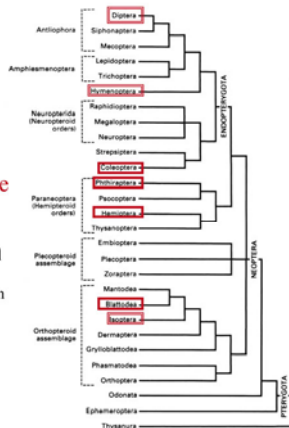 Diptera
Antliophora
Siphonaptera
Mecoptera
Lepidoptera
Amphiesmenoptera
Trichoptera
Hymenoptera
ENDOPTERYGOTA
Raphidioptera
Neuropterida
(Neuropteroid
orders)
Megaloptera
Neuroptera
Strepsiptera
Coleoptera
Phthiraptera
e
Paraneoptera
(Hemipteroid
orders)
Psocoptera
Hemiptera
Thysanoptera
Embioptera
Plecopteroid
assemblage
Plecoptera
NEOPTERA
Zoraptera
n
Mantodea
Blattodea
Isoptera
Orthopteroid
assemblage
Dermaptera
Grylloblattodea
Phasmatodea
Orthoptera
Odonata
PTERYGOTA
Ephemeroptera
Thysanura